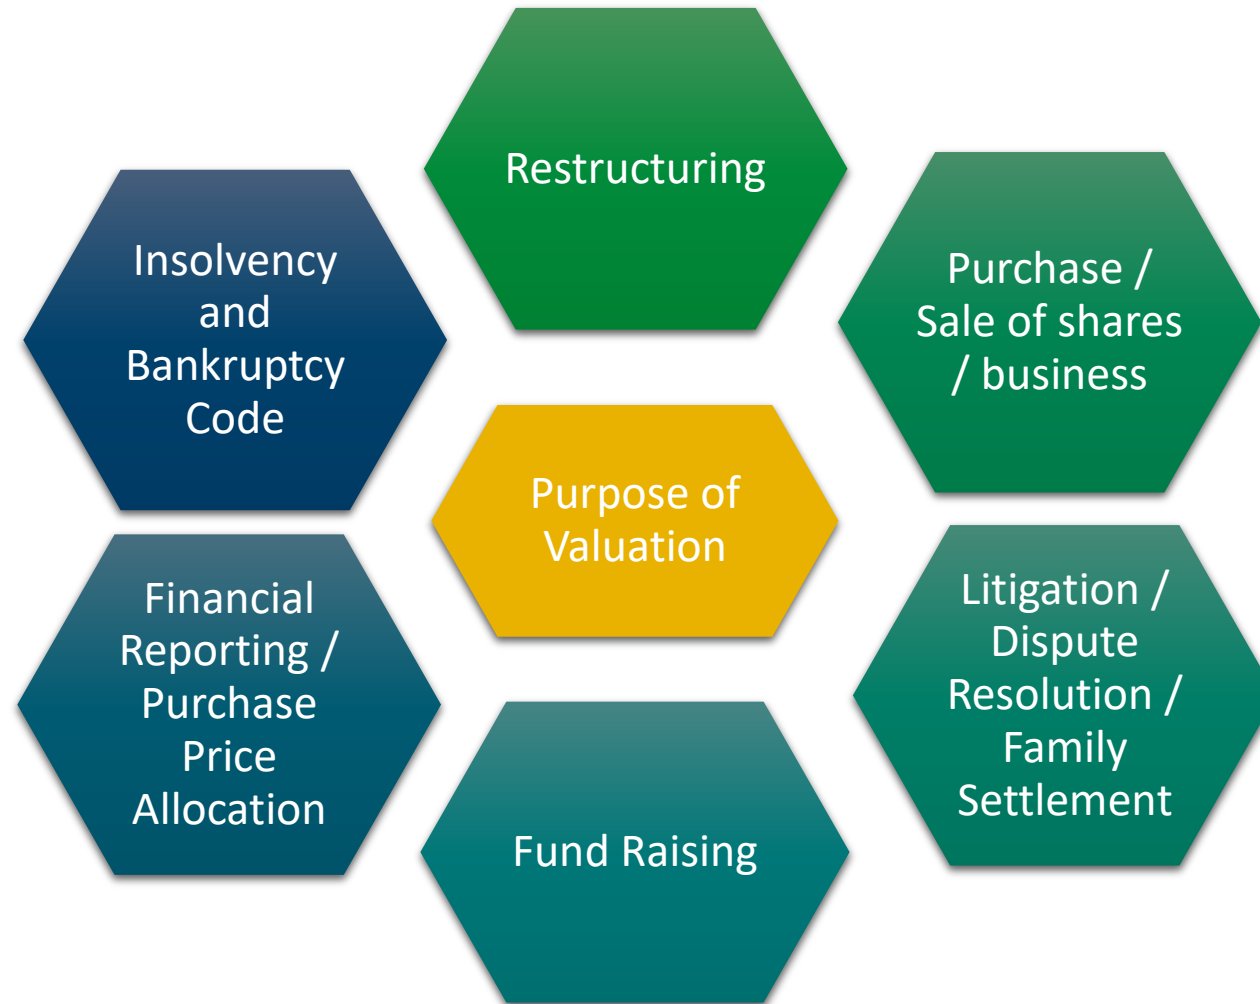 Restructuring
Purchase /
Sale of shares
/ business
Litigation /
Dispute
Resolution /
Family
Settlement
Fund Raising
Financial
Reporting /
Purchase
Price
Allocation
Insolvency
and
Bankruptcy
Code
Purpose of
Valuation